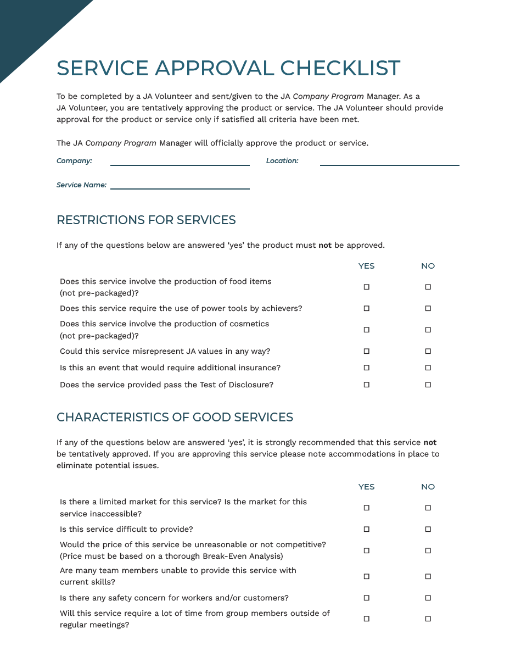 SERVICE APPROVAL CHECKLIST
To be completed by a JA Volunteer and sent/given to the JA Company Program Manager. As a
JA Volunteer, you are tentatively approving the product or service. The JA Volunteer should provide
approval for the product or service only if satisfied all criteria have been met.
The JA Company Program Manager will officially approve the product or service.
Company: Location:
Service Name:
RESTRICTIONS FOR SERVICES
If any of the questions below are answered ‘yes’ the product must not be approved.
YES NO
Does this service involve the production of food items
(not pre-packaged)? ☐ ☐
Does this service require the use of power tools by achievers? ☐ ☐
Does this service involve the production of cosmetics
(not pre-packaged)? ☐ ☐
Could this service misrepresent JA values in any way? ☐ ☐
Is this an event that would require additional insurance? ☐ ☐
Does the service provided pass the Test of Disclosure? ☐ ☐
CHARACTERISTICS OF GOOD SERVICES
If any of the questions below are answered ‘yes’, it is strongly recommended that this service not
be tentatively approved. If you are approving this service please note accommodations in place to
eliminate potential issues.
YES NO
Is there a limited market for this service? Is the market for this
service inaccessible? ☐ ☐
Is this service difficult to provide? ☐ ☐
Would the price of this service be unreasonable or not competitive?
(Price must be based on a thorough Break-Even Analysis) ☐ ☐
Are many team members unable to provide this service with
current skills? ☐ ☐
Is there any safety concern for workers and/or customers? ☐ ☐
Will this service require a lot of time from group members outside of
regular meetings? ☐ ☐